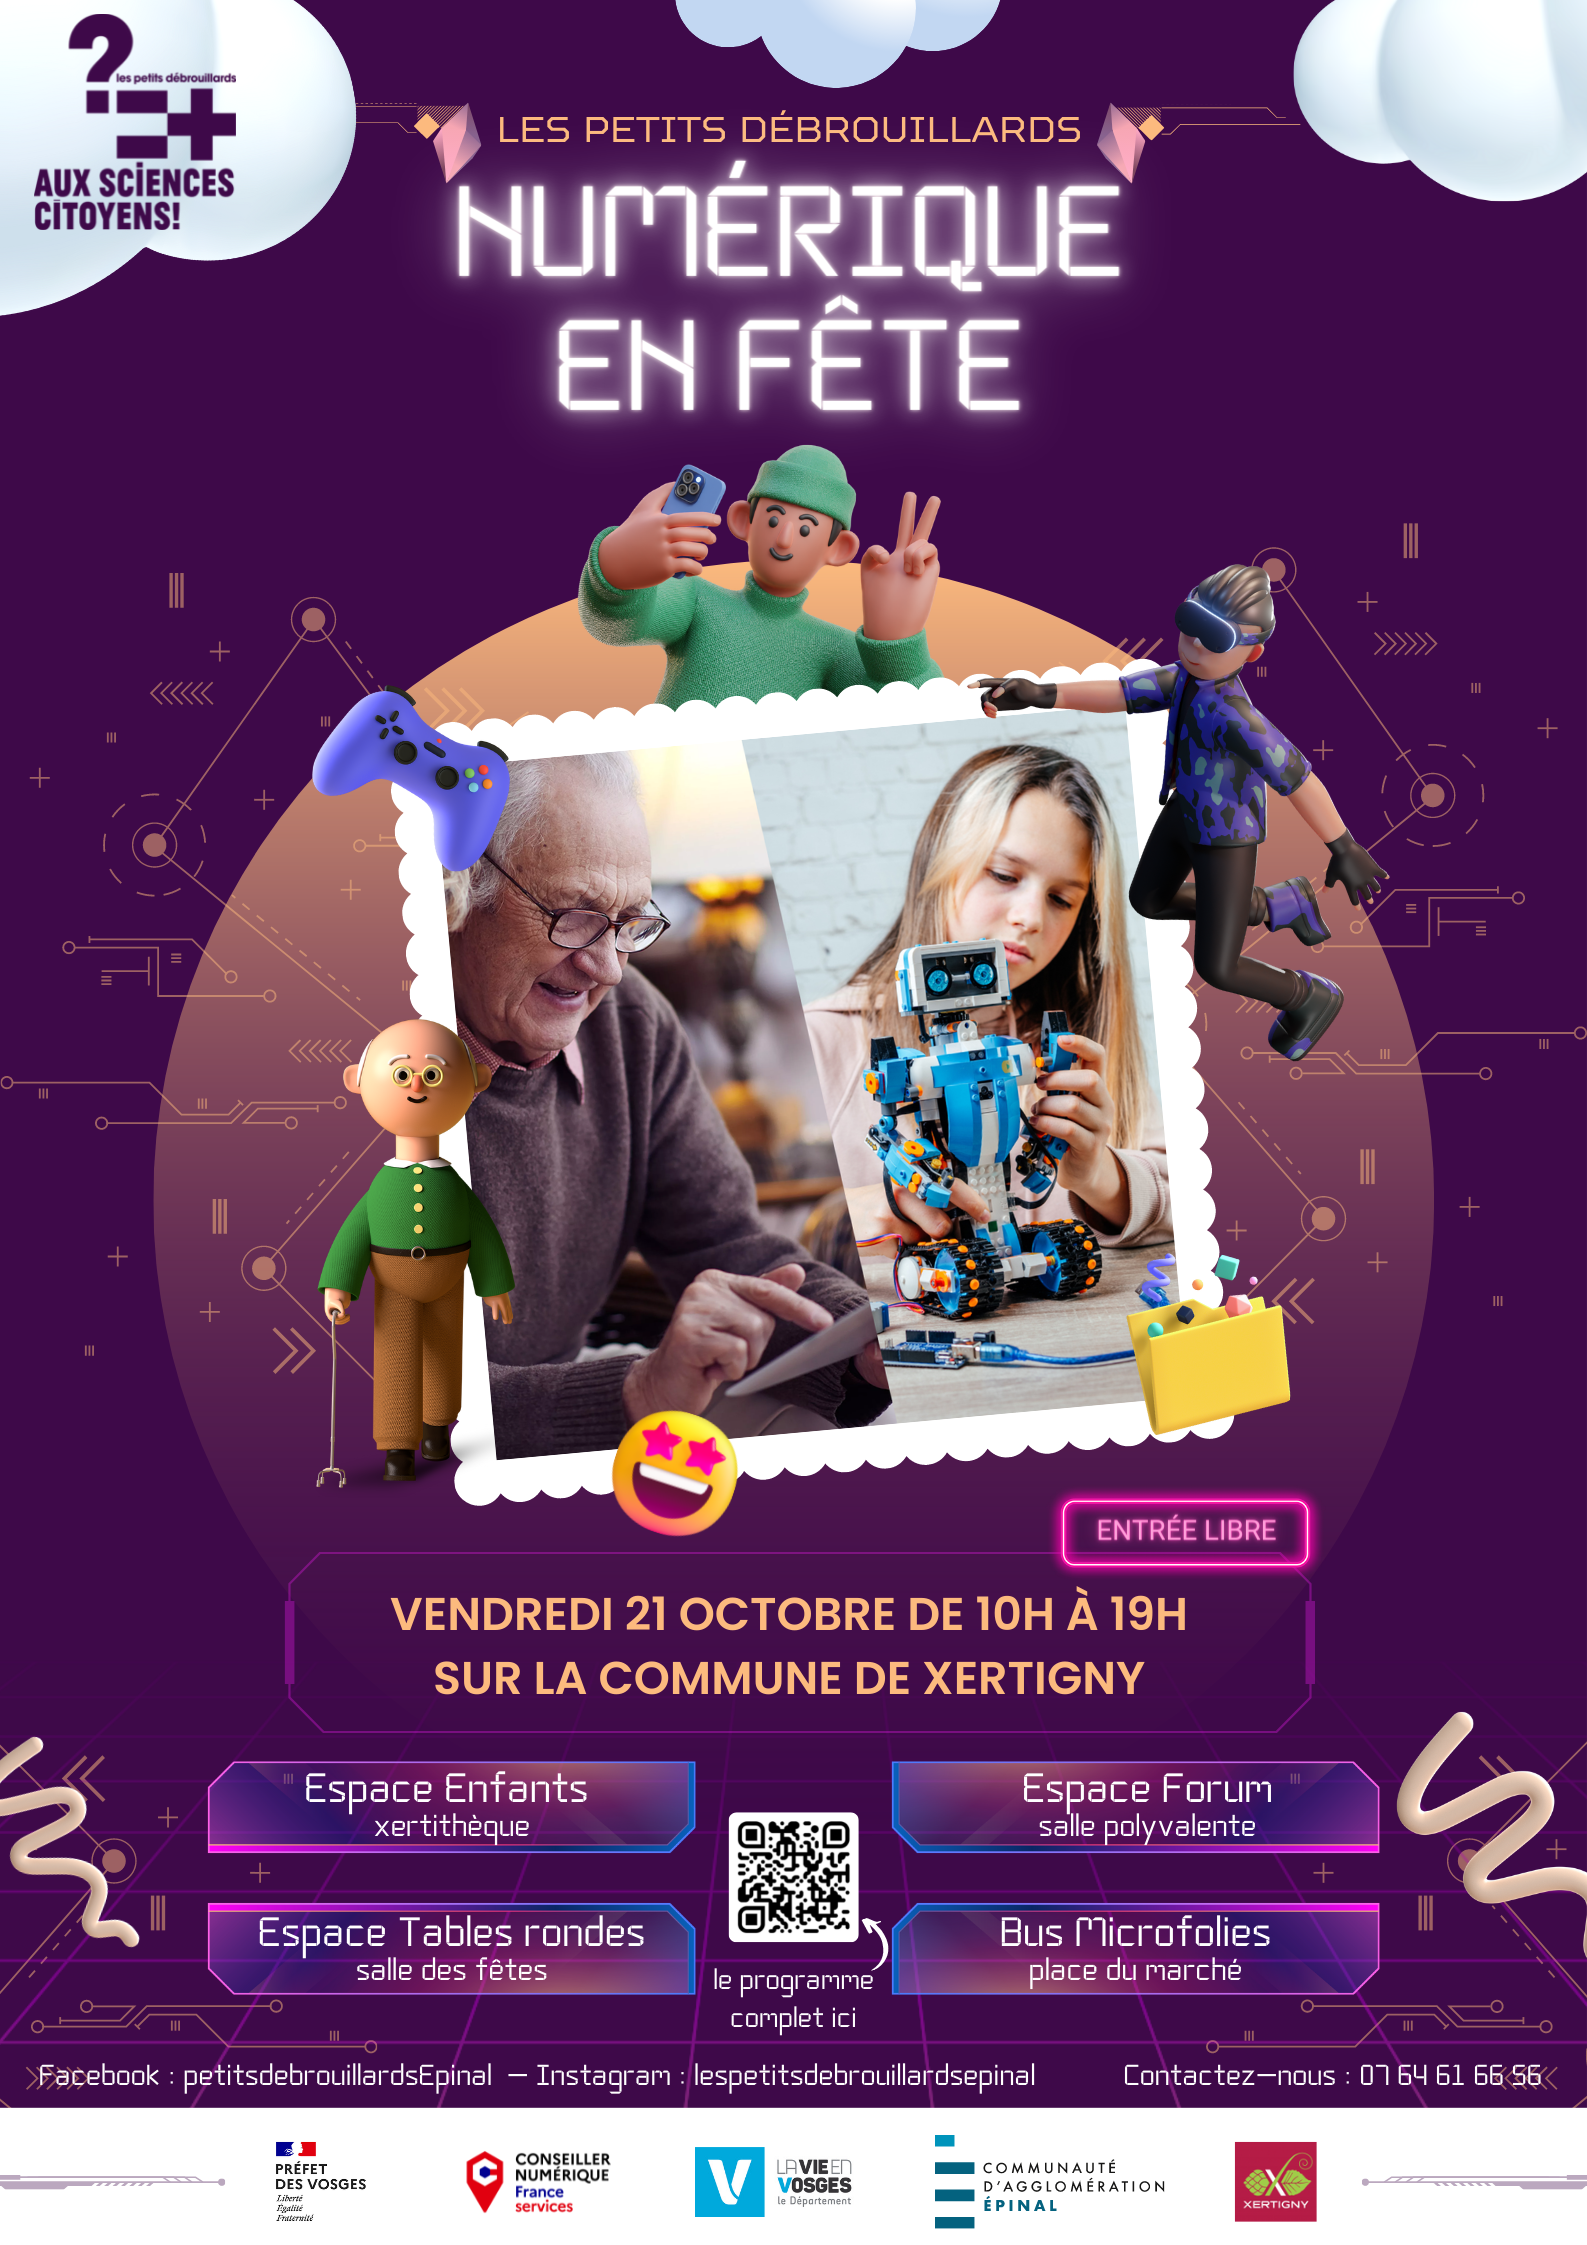 les petits débrouillards
AUX SCIENCES
CITOYENS!
LES PETITS DÉBROUILLARDS
NUMÉRIQUE
EN FÊTE
ENTRÉE LIBRE
VENDREDI 21 OCTOBRE DE 10H À 19H
SUR LA COMMUNE DE XERTIGNY
Espace Enfants
xertithèque
Espace Forum
salle polyvalente
Espace Tables rondes
salle des fêtes
Bus Microfolies
place du marché
le programme
complet ici
Facebook : petitsdebrouillardsEpinal – Instagram : lespetitsdebrouillardsepinal
Contactez-nous : 07 64 61 66 56
PRÉFET
DES VOSGES
Liberté
Égalité
Fraternité
CONSEILLER
NUMÉRIQUE
France
services
LA VIE EN
VOSGES
le Département
COMMUNAUTÉ
D'AGGLOMÉRATION
ÉPINAL
XERTIGNY